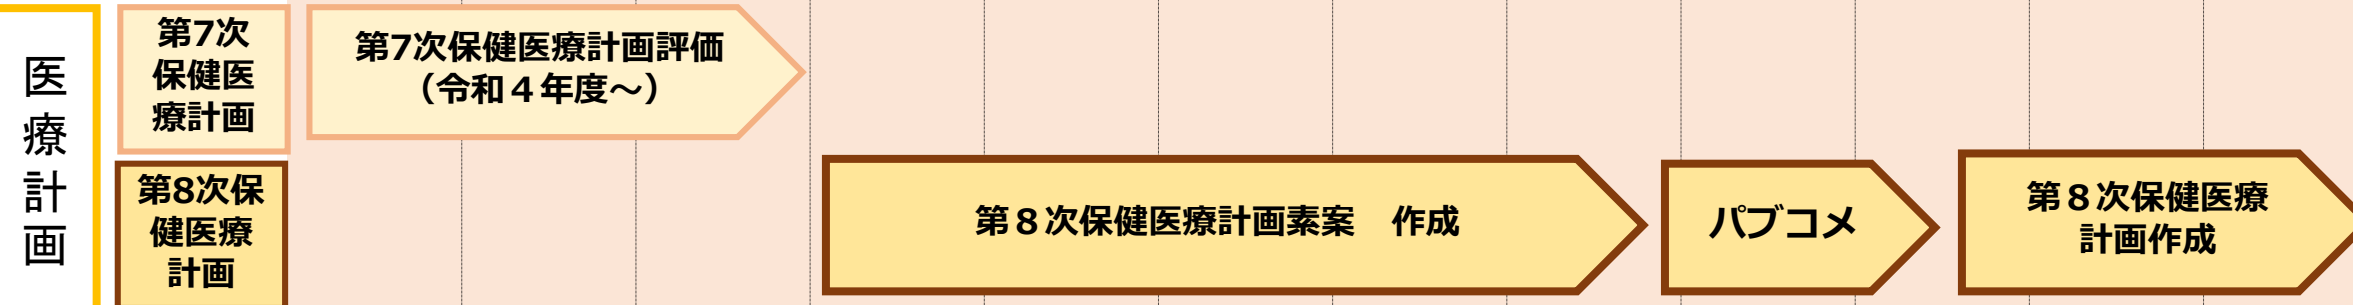 医療計画
第7次
保健医
療計画
第7次保健医療計画評価
（令和４年度～）
第8次保
健医療
計画
第８次保健医療計画素案　作成
パブコメ
第８次保健医療
計画作成